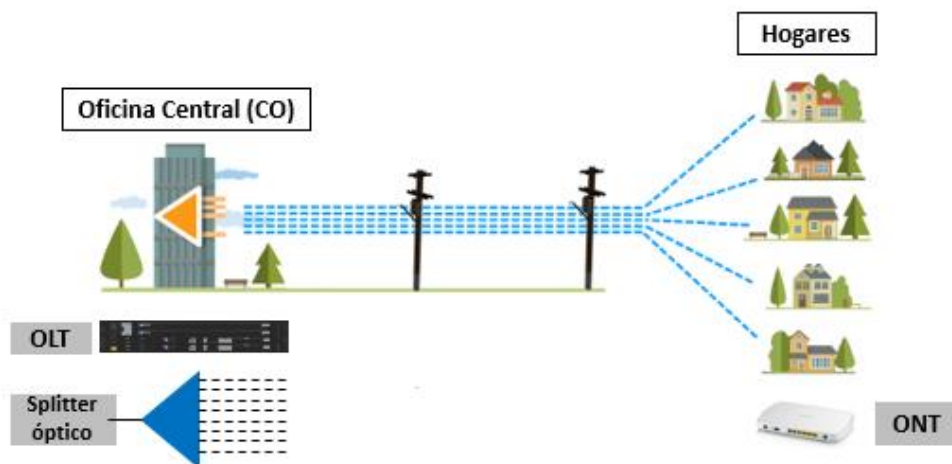 Hogares
Oficina Central (CO)
OLT
Splitter
óptico
ONT